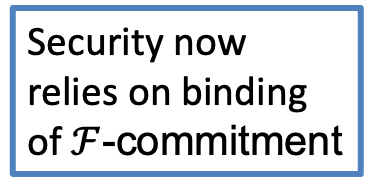 Security now
relies on binding
of ℱ-commitment